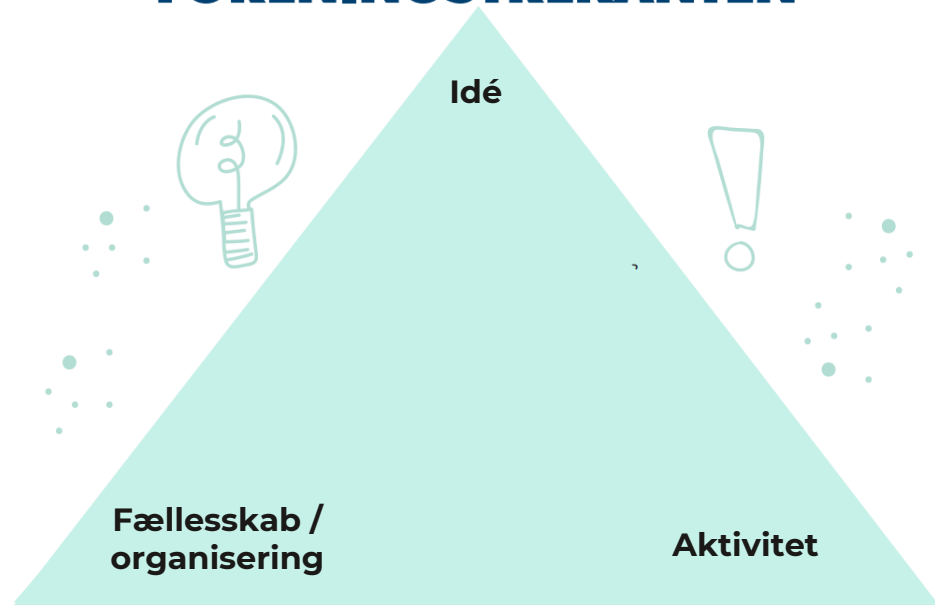 Idé
Fællesskab /
organisering
Aktivitet